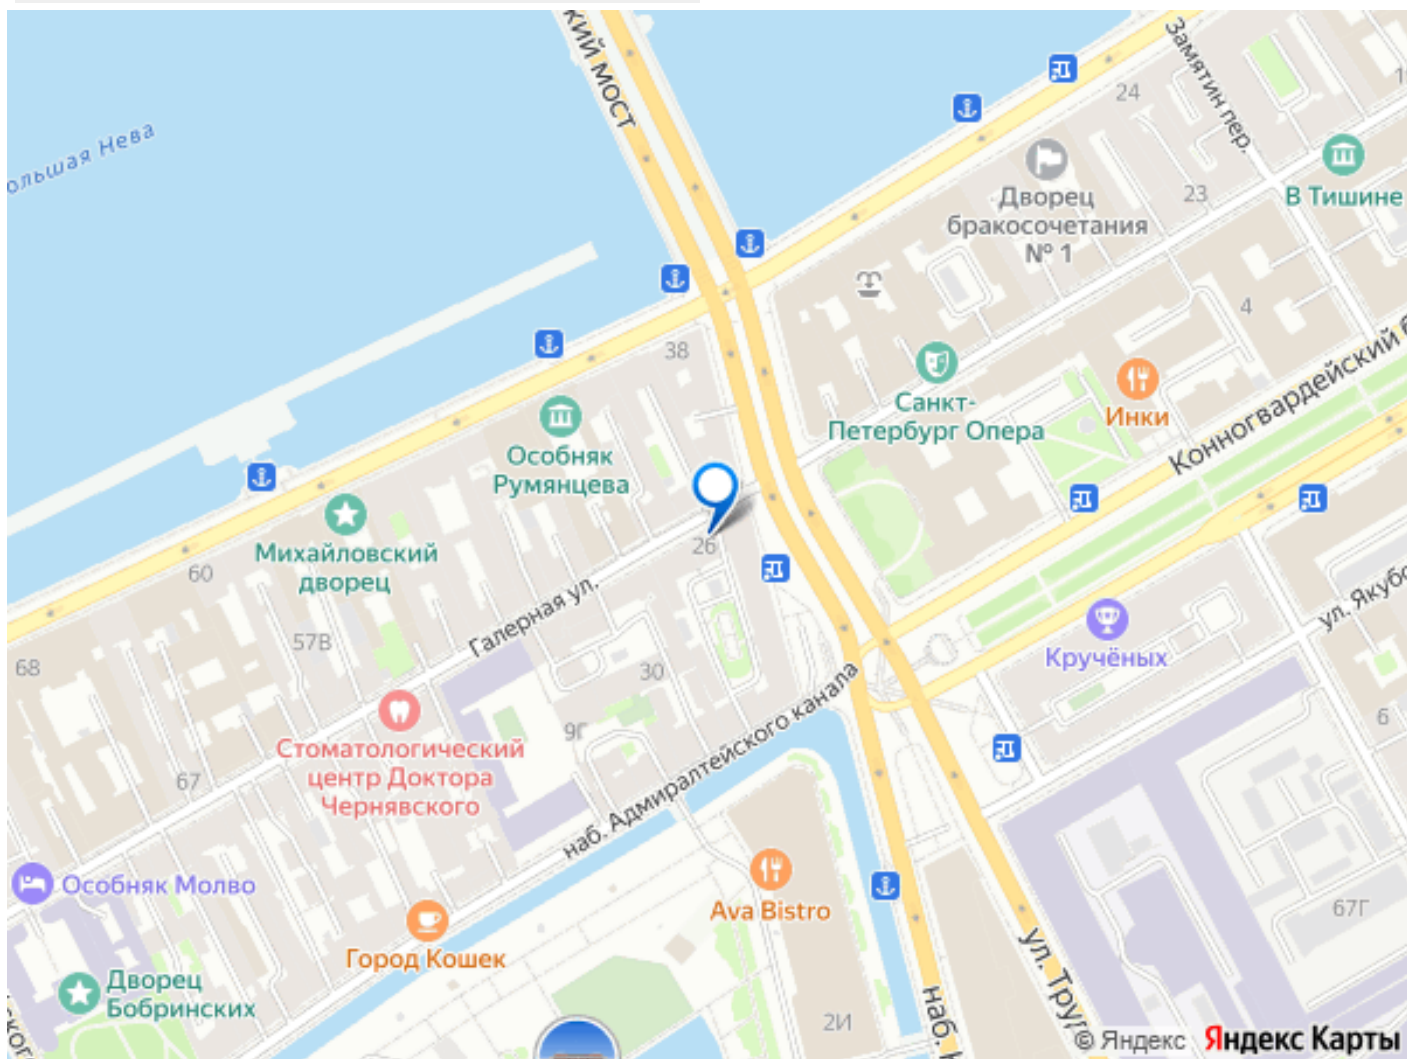 КИЙ МОСТ
ольшая Нева
Замятин пер.
24
23
В Тишине
Дворец
бракосочетания
№ 1
4
38
Санкт-
Петербург Опера
Инки
Конногвардейский б
Особняк
Румянцева
Михайловский
дворец
26
60
Галерная ул.
57В
68
30
Кручёных
ул. Якубо
6
9Г
Стоматологический
центр Доктора
Чернявского
67
наб. Адмиралтейского канала
Особняк Молво
Ava Bistro
67Г
Город Кошек
Дворец
Бобринских
2И
наб.
ул. Труд
ского
© Яндекс Яндекс Карты